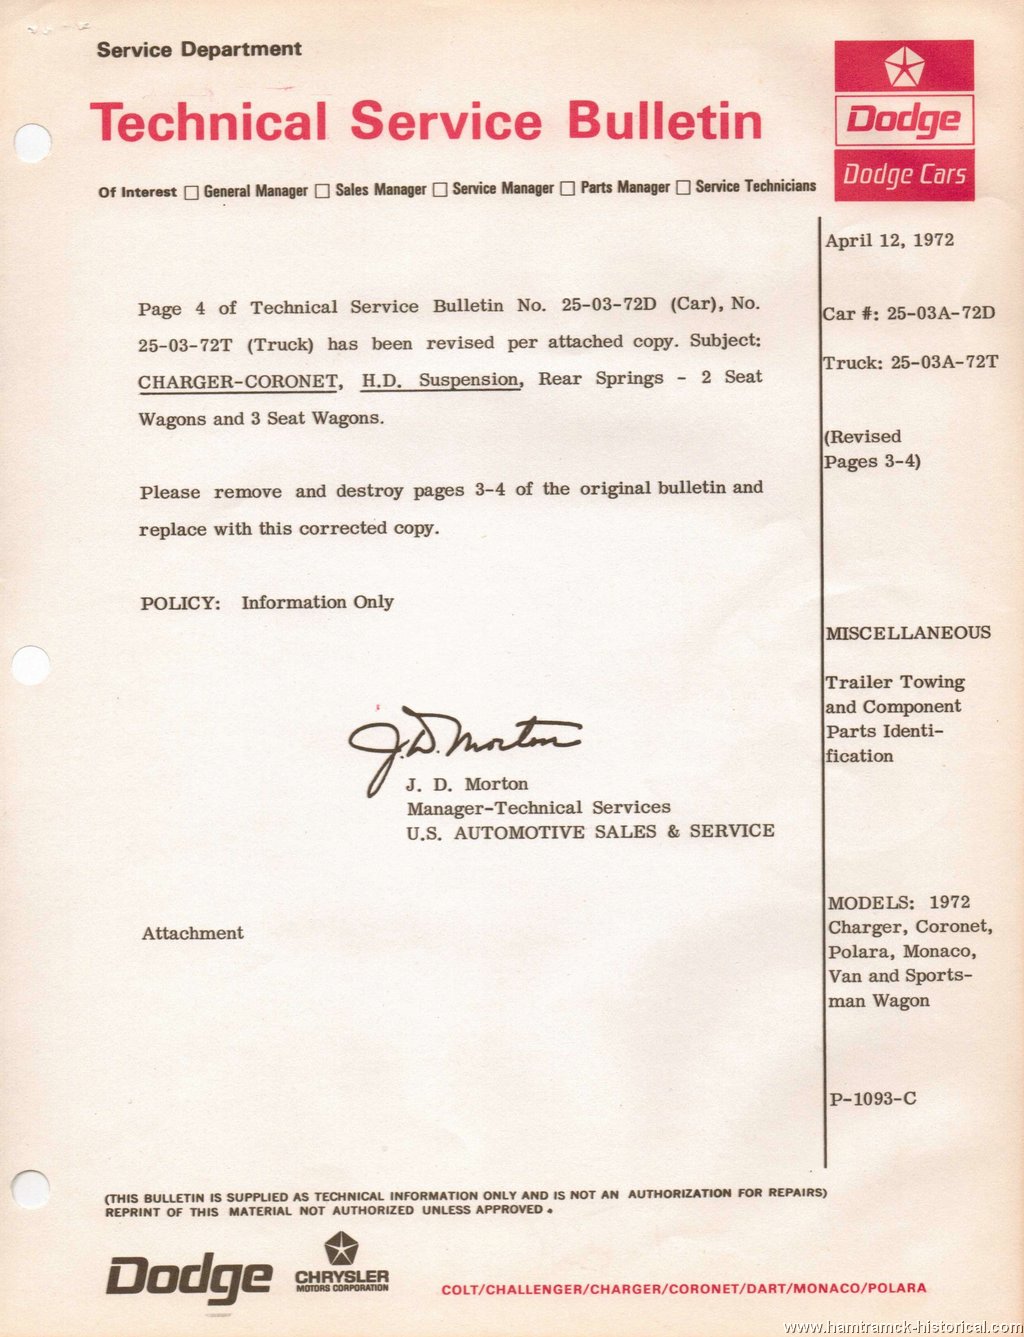 Service Department
Technical Service Bulletin
Dodge
Dodge Cars
Of Interest □ General Manager □ Sales Manager □ Service Manager □ Parts Manager □ Service Technicians
April 12, 1972
Car #: 25-03A-72D
Truck: 25-03A-72T
(Revised
Pages 3-4)
Page 4 of Technical Service Bulletin No. 25-03-72D (Car), No.
25-03-72T (Truck) has been revised per attached copy. Subject:
CHARGER-CORONET, H.D. Suspension, Rear Springs - 2 Seat
Wagons and 3 Seat Wagons.
Please remove and destroy pages 3-4 of the original bulletin and
replace with this corrected copy.
POLICY: Information Only
MISCELLANEOUS
Trailer Towing
and Component
Parts Identi-
fication
J.D. Morton
J. D. Morton
Manager-Technical Services
U.S. AUTOMOTIVE SALES & SERVICE
Attachment
MODELS: 1972
Charger, Coronet,
Polara, Monaco,
Van and Sports-
man Wagon
P-1093-C
(THIS BULLETIN IS SUPPLIED AS TECHNICAL INFORMATION ONLY AND IS NOT AN AUTHORIZATION FOR REPAIRS)
REPRINT OF THIS MATERIAL NOT AUTHORIZED UNLESS APPROVED.
Dodge
CHRYSLER
MOTORS CORPORATION
COLT/CHALLENGER/CHARGER/CORONET/DART/MONACO/POLARA
www.hamtramck-historical.com